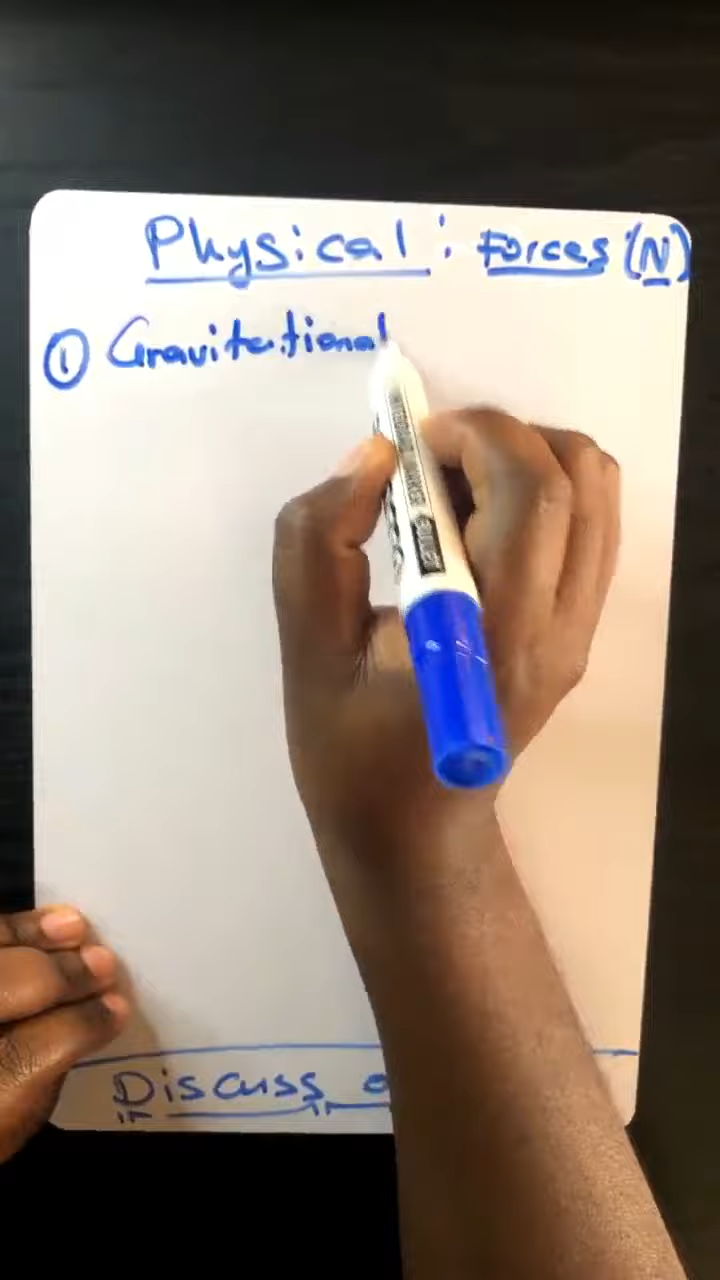 Physical : Forces (N)
① Gravitational
Discuss